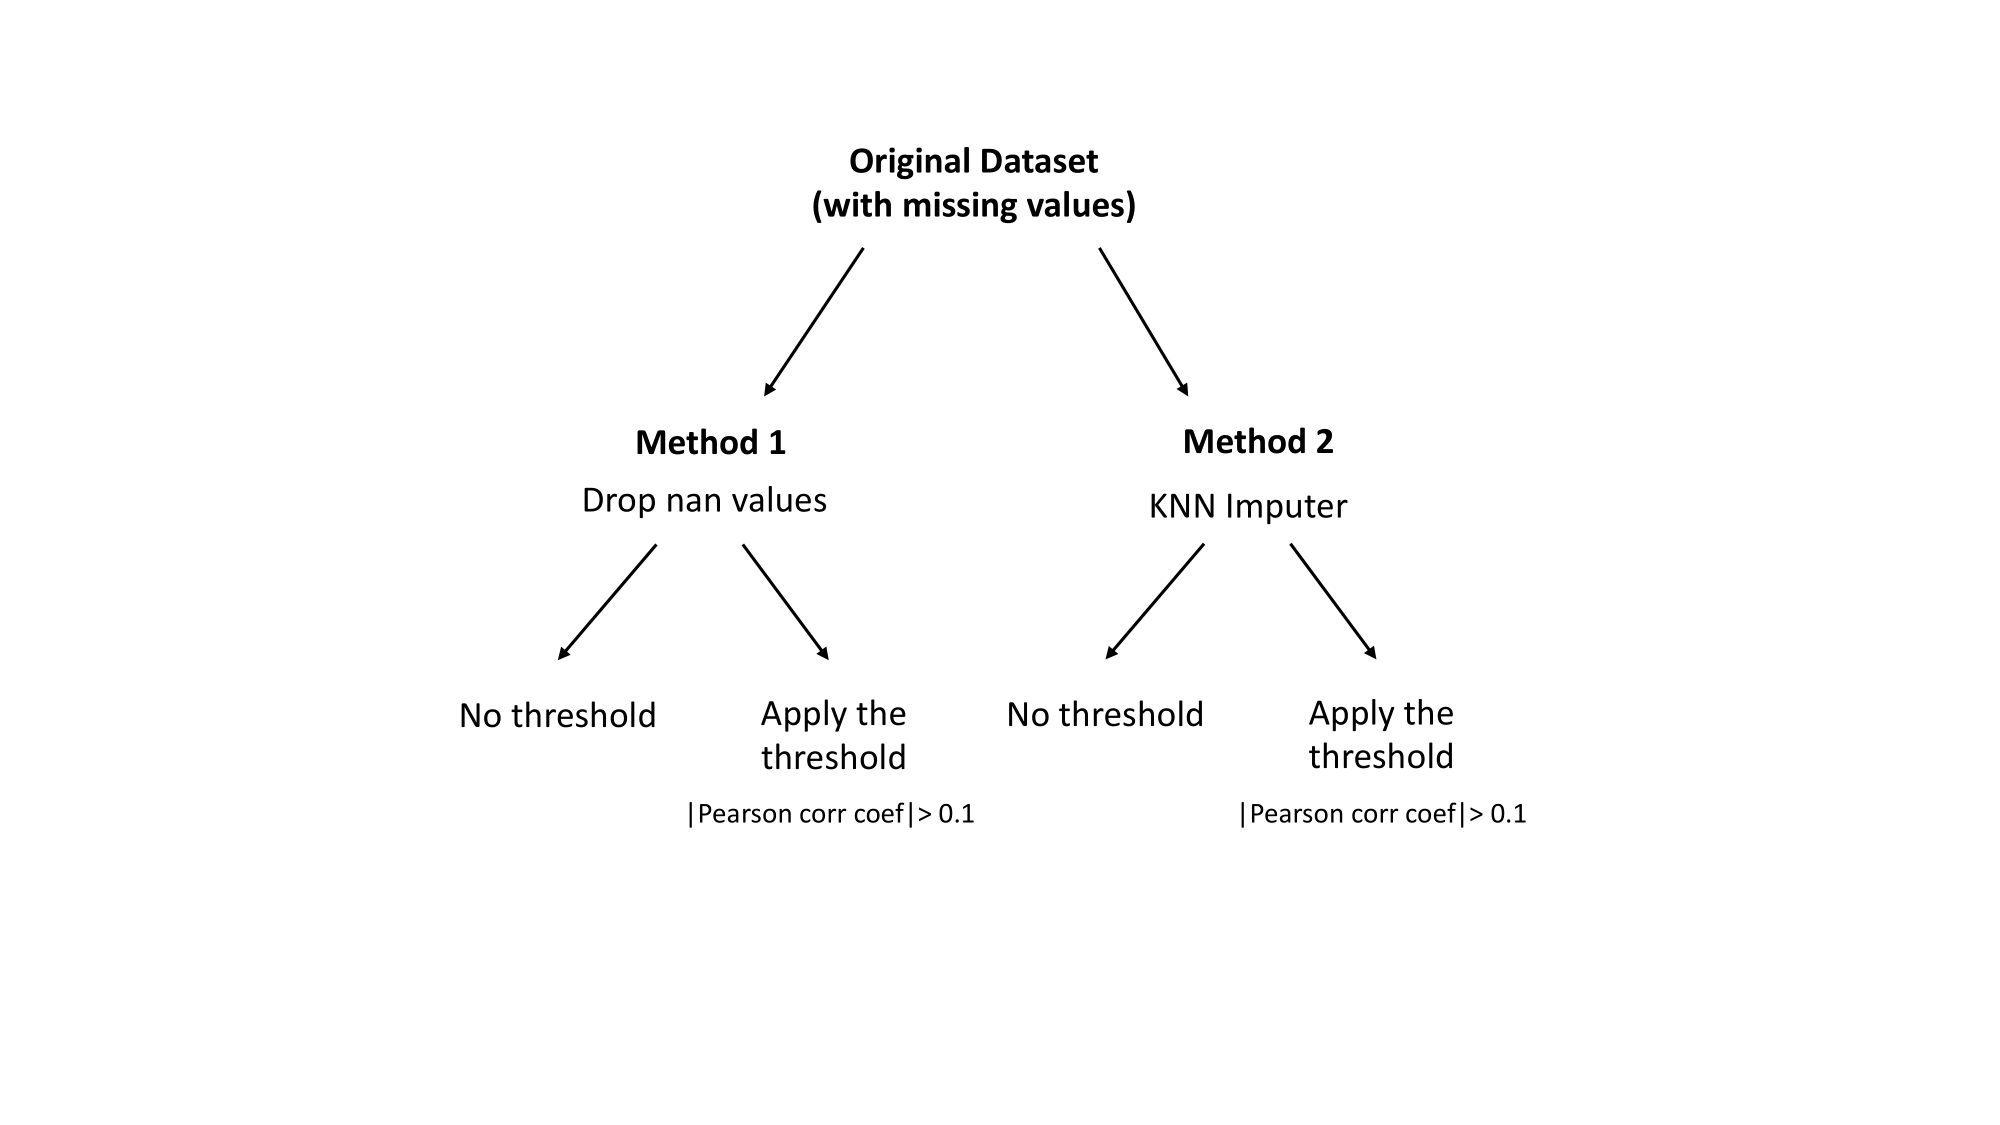 Original Dataset
(with missing values)
Method 1
Drop nan values
Method 2
KNN Imputer
No threshold
Apply the
threshold
|Pearson corr coef|> 0.1
No threshold
Apply the
threshold
|Pearson corr coef|> 0.1